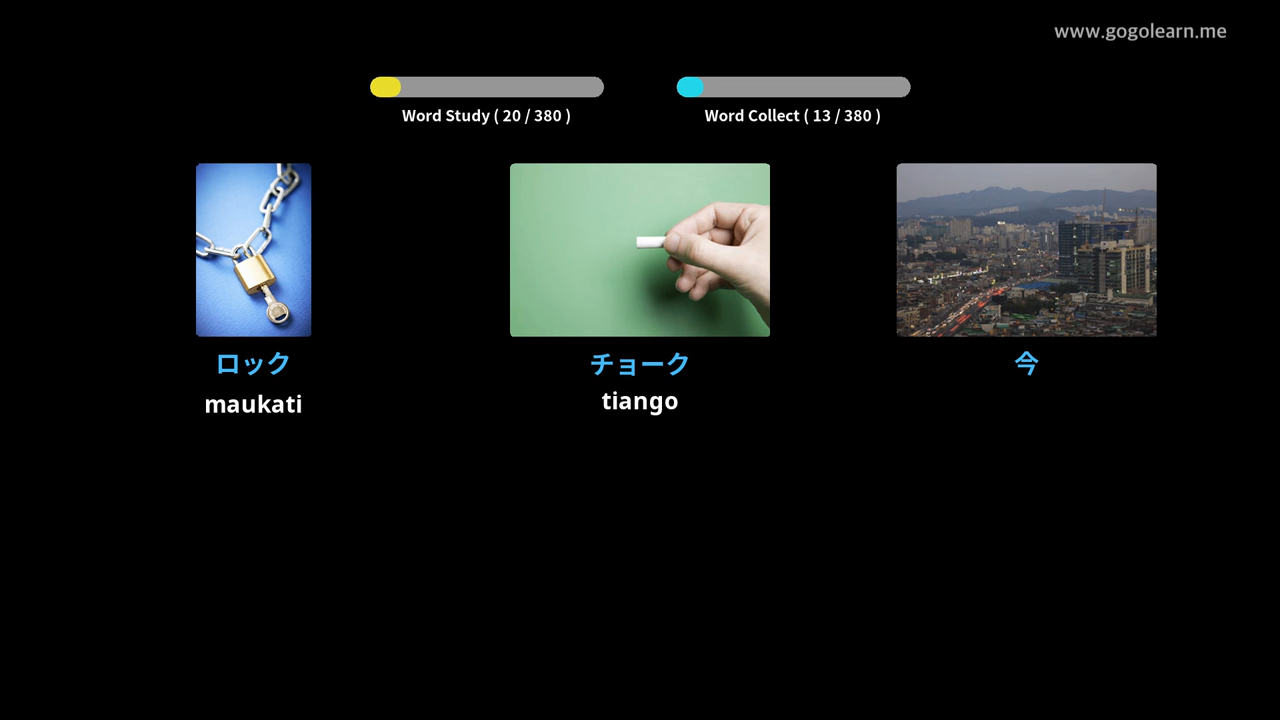 www.gogolearn.me
Word Study ( 20 / 380 )
Word Collect ( 13 / 380 )
ロック
チョーク
今
maukati
tiango